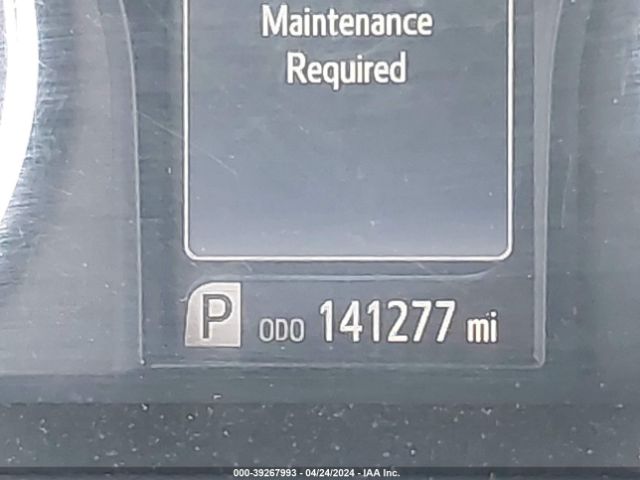 Maintenance
Required
P ODO 141277 mi
000-39267993 - 04/24/2024 - IAA Inc.